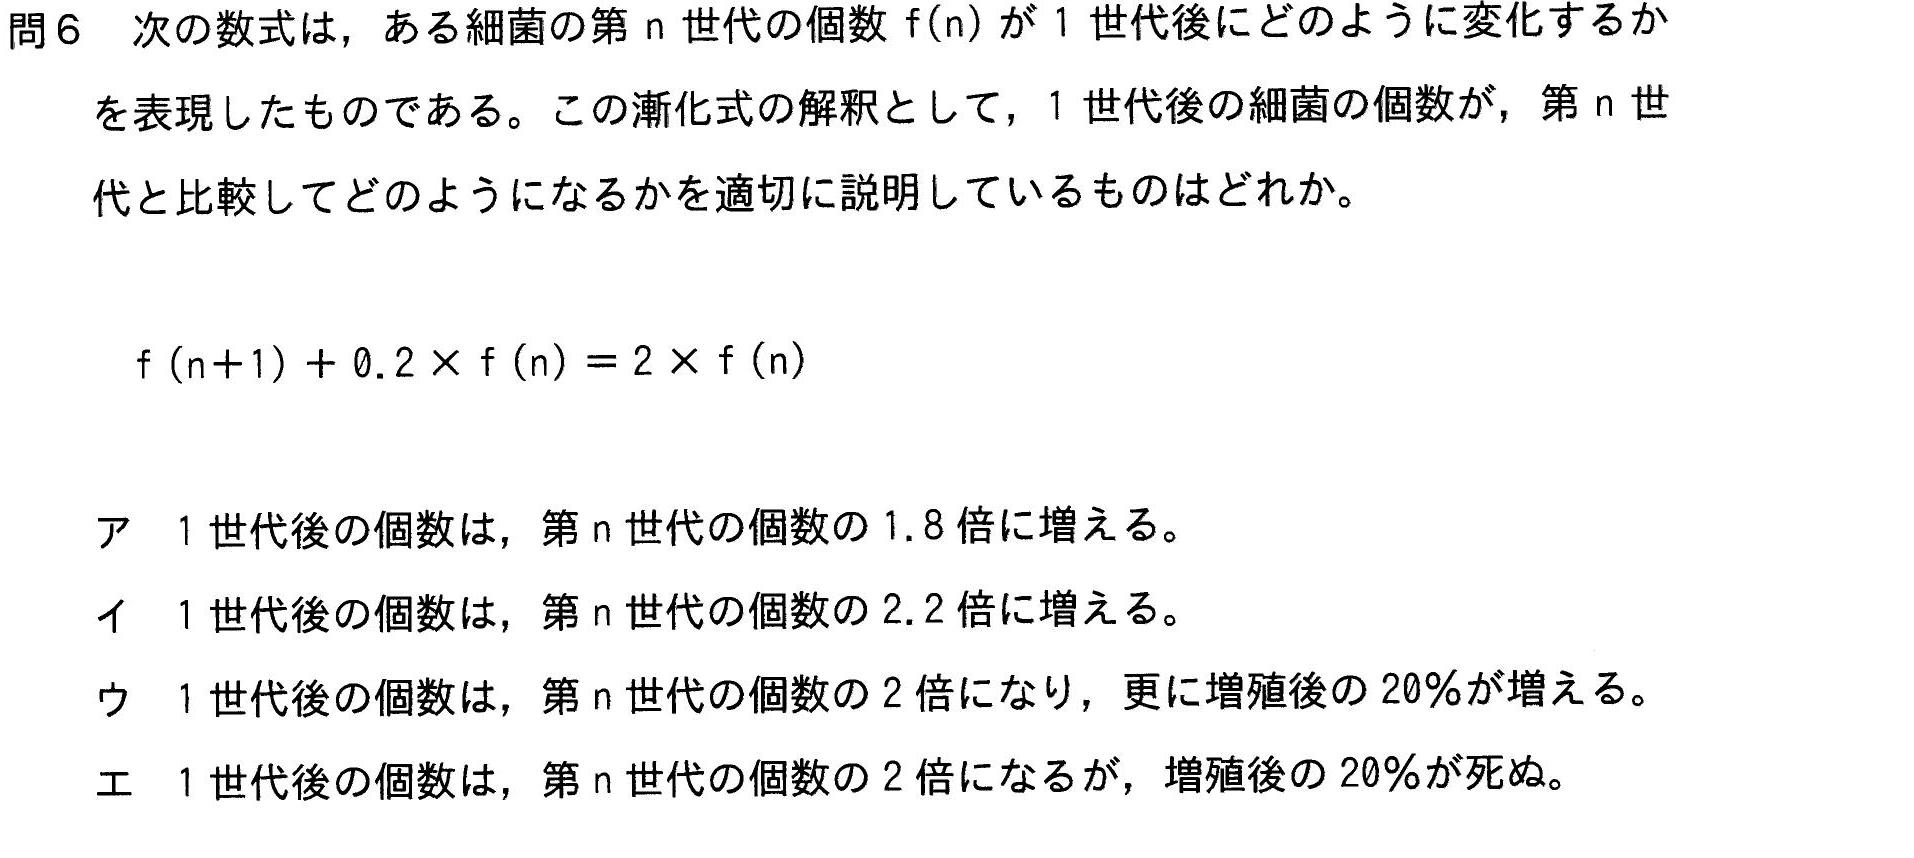 問6　次の数式は，ある細菌の第 n 世代の個数 f(n) が 1 世代後にどのように変化するか
を表現したものである。この漸化式の解釈として，1 世代後の細菌の個数が，第 n 世
代と比較してどのようになるかを適切に説明しているものはどれか。
f (n＋1) ＋ 0.2 × f (n) ＝ 2 × f (n)
ア　1 世代後の個数は，第 n 世代の個数の 1.8 倍に増える。
イ　1 世代後の個数は，第 n 世代の個数の 2.2 倍に増える。
ウ　1 世代後の個数は，第 n 世代の個数の 2 倍になり，更に増殖後の 20％が増える。
エ　1 世代後の個数は，第 n 世代の個数の 2 倍になるが，増殖後の 20％が死ぬ。